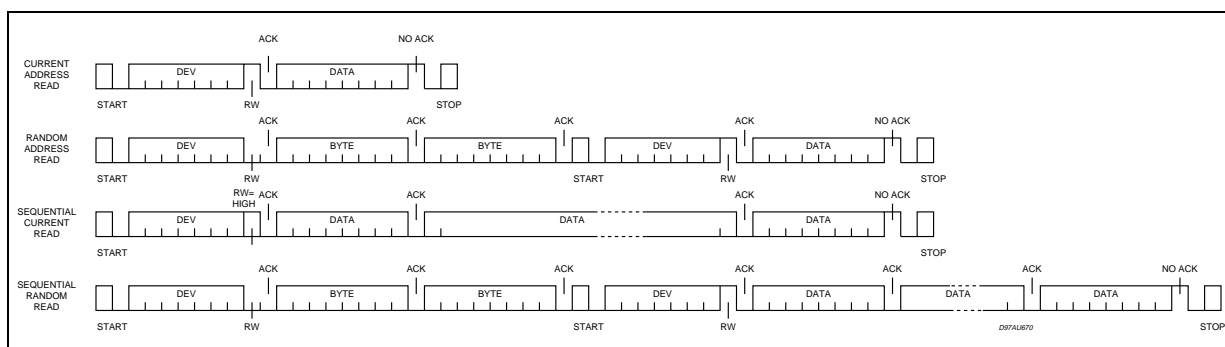 ACK NO ACK
CURRENT
ADDRESS
READ
DEV DATA
START RW STOP
ACK ACK ACK ACK NO ACK
RANDOM
ADDRESS
READ
DEV BYTE BYTE DEV DATA
START RW START RW STOP
RW=
HIGH
ACK ACK ACK NO ACK
SEQUENTIAL
CURRENT
READ
DEV DATA DATA DATA
START STOP
ACK ACK ACK ACK ACK ACK NO ACK
SEQUENTIAL
RANDOM
READ
DEV BYTE BYTE DEV DATA DATA DATA
START RW START RW D97AU670 STOP